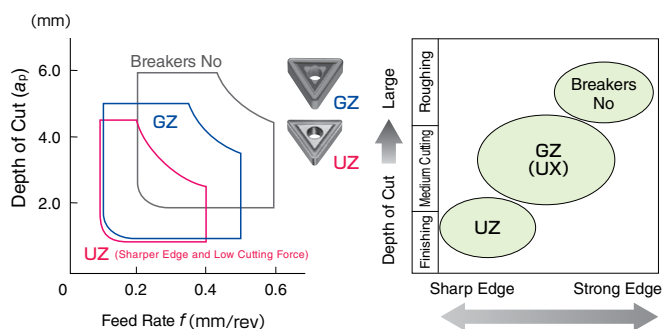 (mm)
Depth of Cut (ap)
6.0
4.0
2.0
0
0.2
0.4
0.6
Feed Rate f (mm/rev)
Breakers No
GZ
UZ (Sharper Edge and Low Cutting Force)
GZ
UZ
Depth of Cut
Large
Roughing
Medium Cutting
Finishing
Breakers
No
GZ
(UX)
UZ
Sharp Edge
Strong Edge